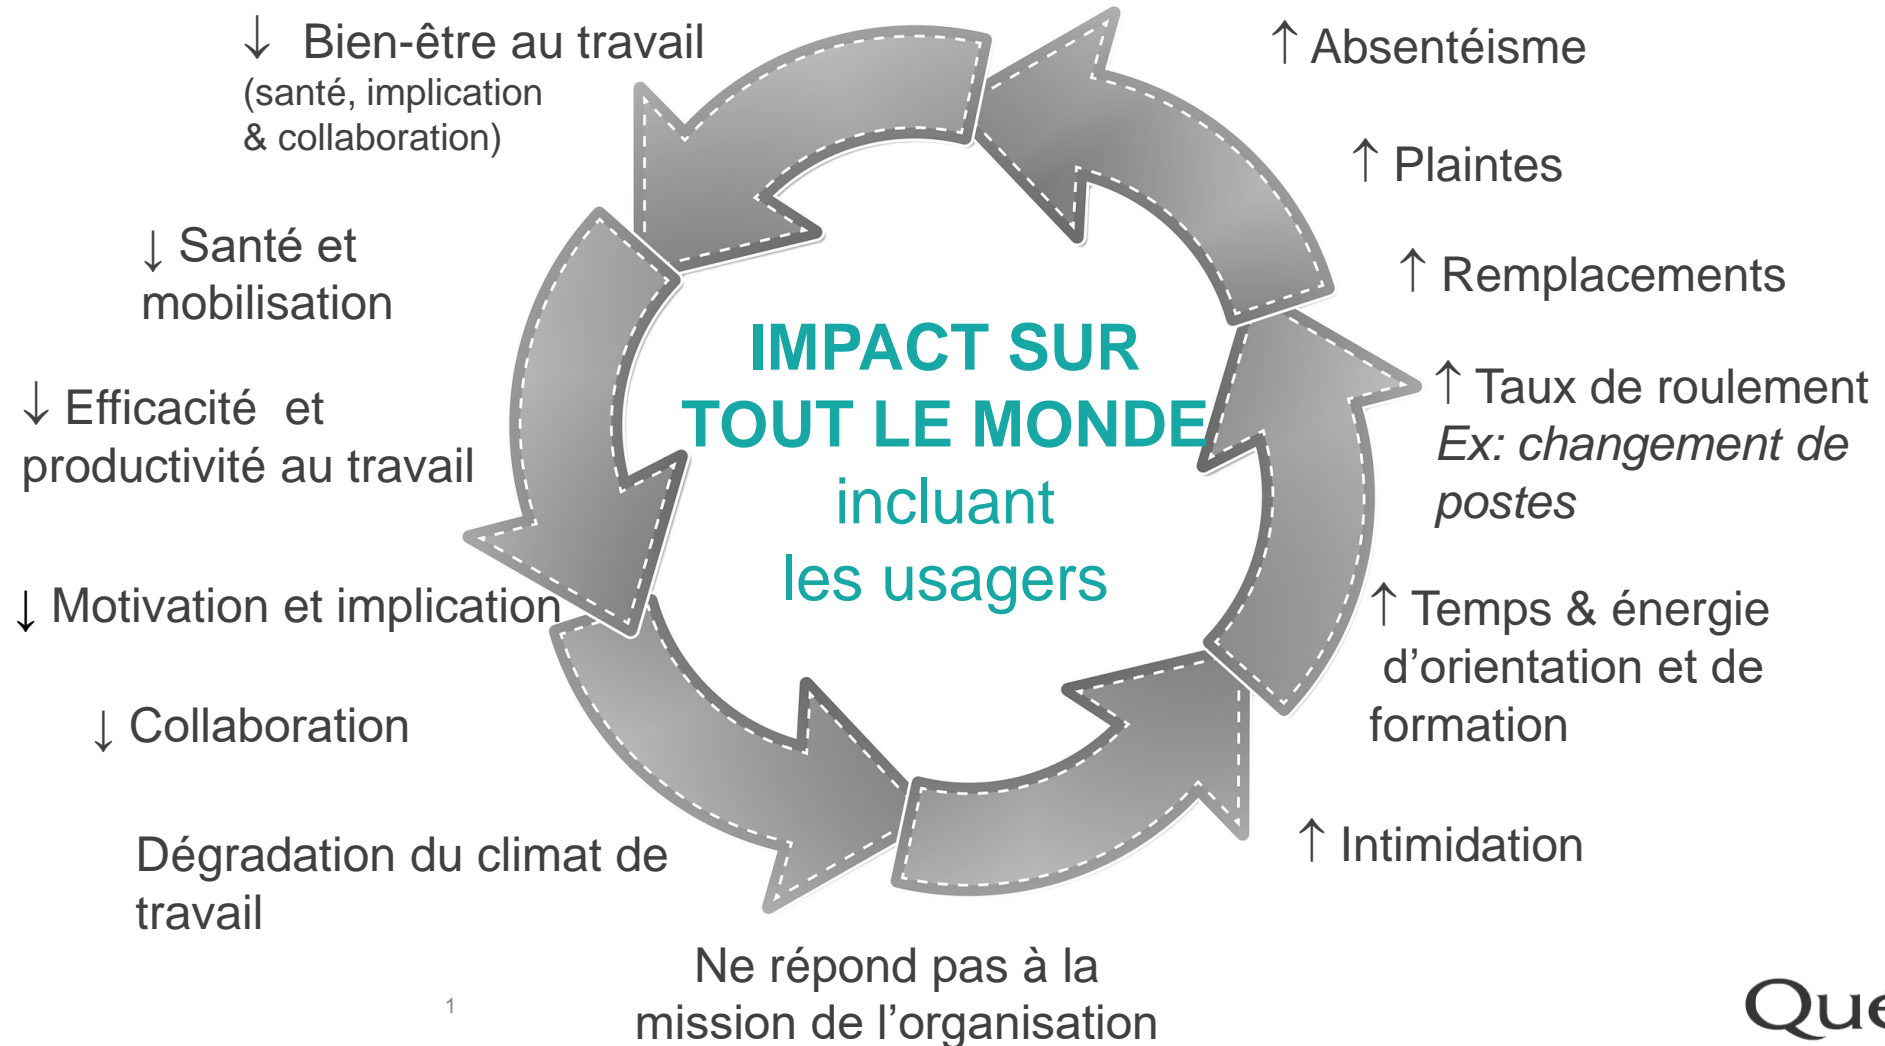 ↓ Bien-être au travail
(santé, implication
& collaboration)
↓ Santé et
mobilisation
↓ Efficacité et
productivité au travail
↓ Motivation et implication
↓ Collaboration
Dégradation du climat de
travail
Ne répond pas à la
mission de l’organisation
↑ Intimidation
↑ Temps & énergie
d’orientation et de
formation
↑ Taux de roulement
Ex: changement de
postes
↑ Remplacements
↑ Plaintes
↑ Absentéisme
IMPACT SUR
TOUT LE MONDE
incluant
les usagers
1